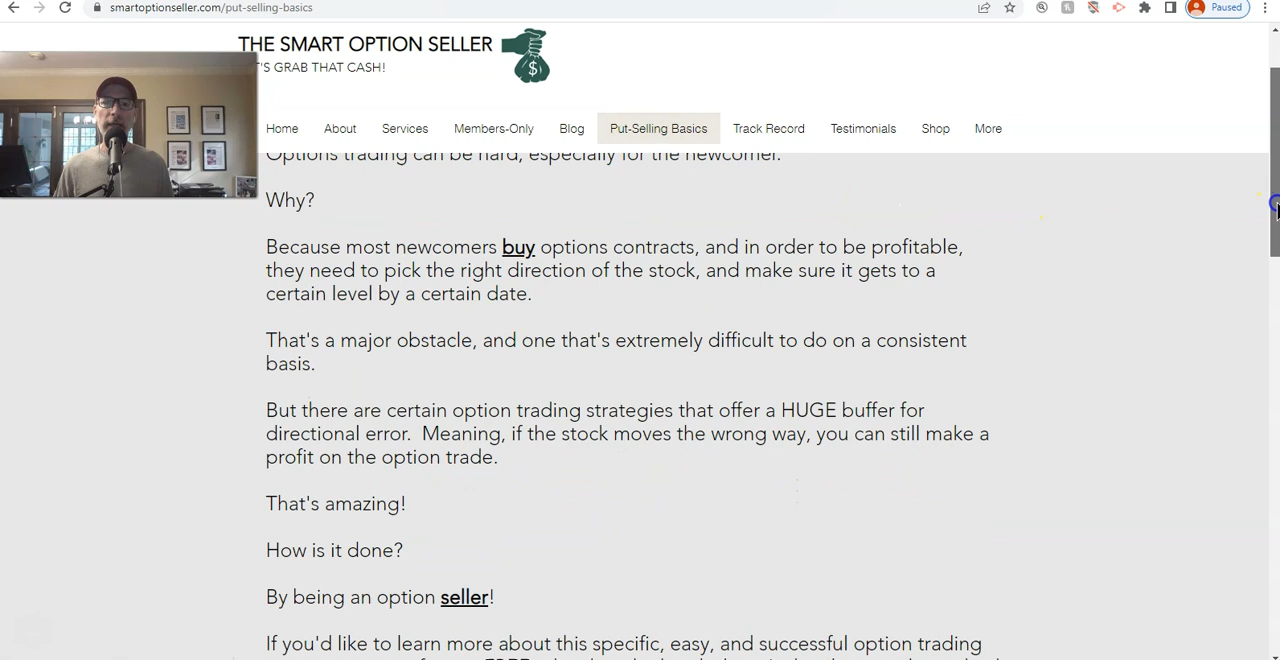 smartoptionseller.com/put-selling-basics
Paused
THE SMART OPTION SELLER
T'S GRAB THAT CASH!
$
Home About Services Members-Only Blog Put-Selling Basics Track Record Testimonials Shop More
Options trading can be hard, especially for the newcomer.
Why?
Because most newcomers buy options contracts, and in order to be profitable,
they need to pick the right direction of the stock, and make sure it gets to a
certain level by a certain date.
That's a major obstacle, and one that's extremely difficult to do on a consistent
basis.
But there are certain option trading strategies that offer a HUGE buffer for
directional error.  Meaning, if the stock moves the wrong way, you can still make a
profit on the option trade.
That's amazing!
How is it done?
By being an option seller!
If you'd like to learn more about this specific, easy, and successful option trading